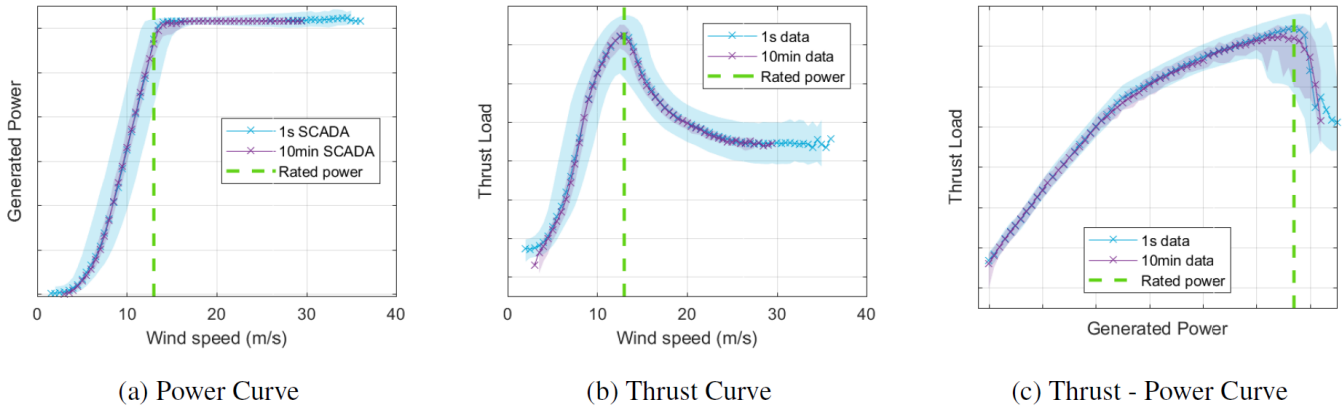 Generated Power
1s SCADA
10min SCADA
Rated power
0
10
20
30
40
Wind speed (m/s)
(a) Power Curve
Thrust Load
1s data
10min data
Rated power
0
10
20
30
40
Wind speed (m/s)
(b) Thrust Curve
Thrust Load
1s data
10min data
Rated power
Generated Power
(c) Thrust - Power Curve